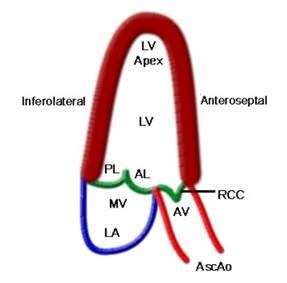 LV
Apex
Inferolateral
Anteroseptal
LV
PL
AL
RCC
MV
AV
LA
AscAo